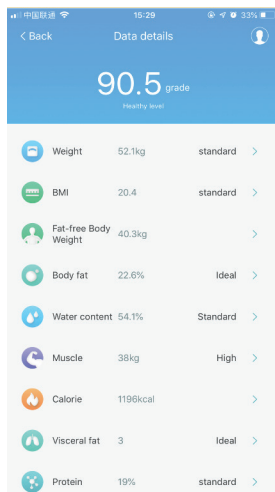 中国联通 15:29 33%
< Back Data details
90.5 grade
Healthy level
Weight 52.1kg standard >
BMI 20.4 standard >
Fat-free Body
Weight 40.3kg >
Body fat 22.6% Ideal >
Water content 54.1% Standard >
Muscle 38kg High >
Calorie 1196kcal >
Visceral fat 3 Ideal >
Protein 19% standard >